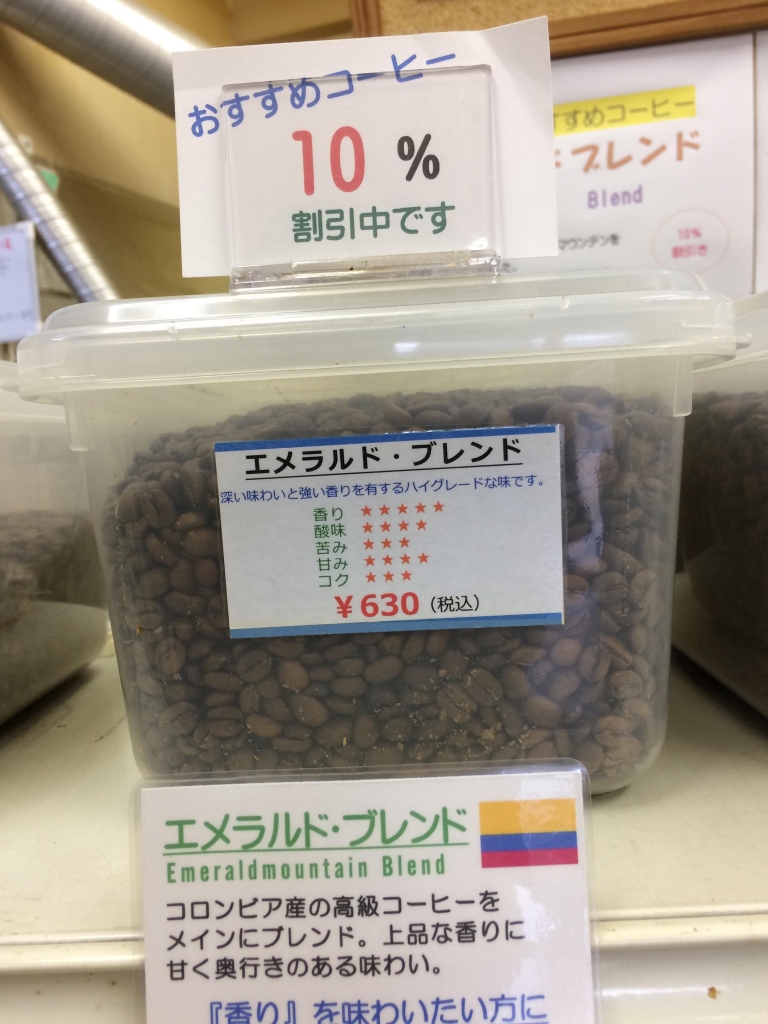 おすすめコーヒー
10 %
割引中です
すすめコーヒー
ブレンド
Blend
マウンテンを
10%
割引き
た。
エメラルド・ブレンド
深い味わいと強い香りを有するハイグレードな味です。
香り ★★★★★
酸味 ★★★★
苦み ★★★
甘み ★★★★
コク ★★★
￥630（税込）
エメラルド・ブレンド
Emeraldmountain Blend
コロンビア産の高級コーヒーを
メインにブレンド。上品な香りに
甘く奥行きのある味わい。
『香り』を味わいたい方に